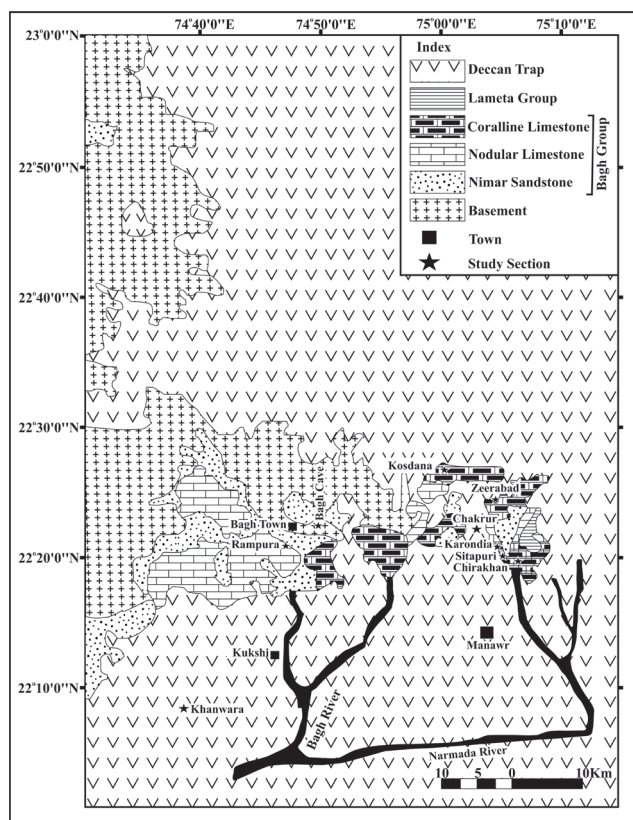 74°40'0''E
74°50'0''E
75°00'0''E
75°10'0''E
23°0'0''N
22°50'0''N
22°40'0''N
22°30'0''N
22°20'0''N
22°10'0''N
Index
Deccan Trap
Lameta Group
Coralline Limestone
Nodular Limestone
Nimar Sandstone
Bagh Group
Basement
Town
Study Section
Kosdana
Zeerabad
Bagh Cave
Bagh Town
Chakrur
Rampura
Karondia
Sitapuri
Chirakhan
Manawr
Kukshi
Khanwara
Bagh River
Narmada River
10 5 0 10Km